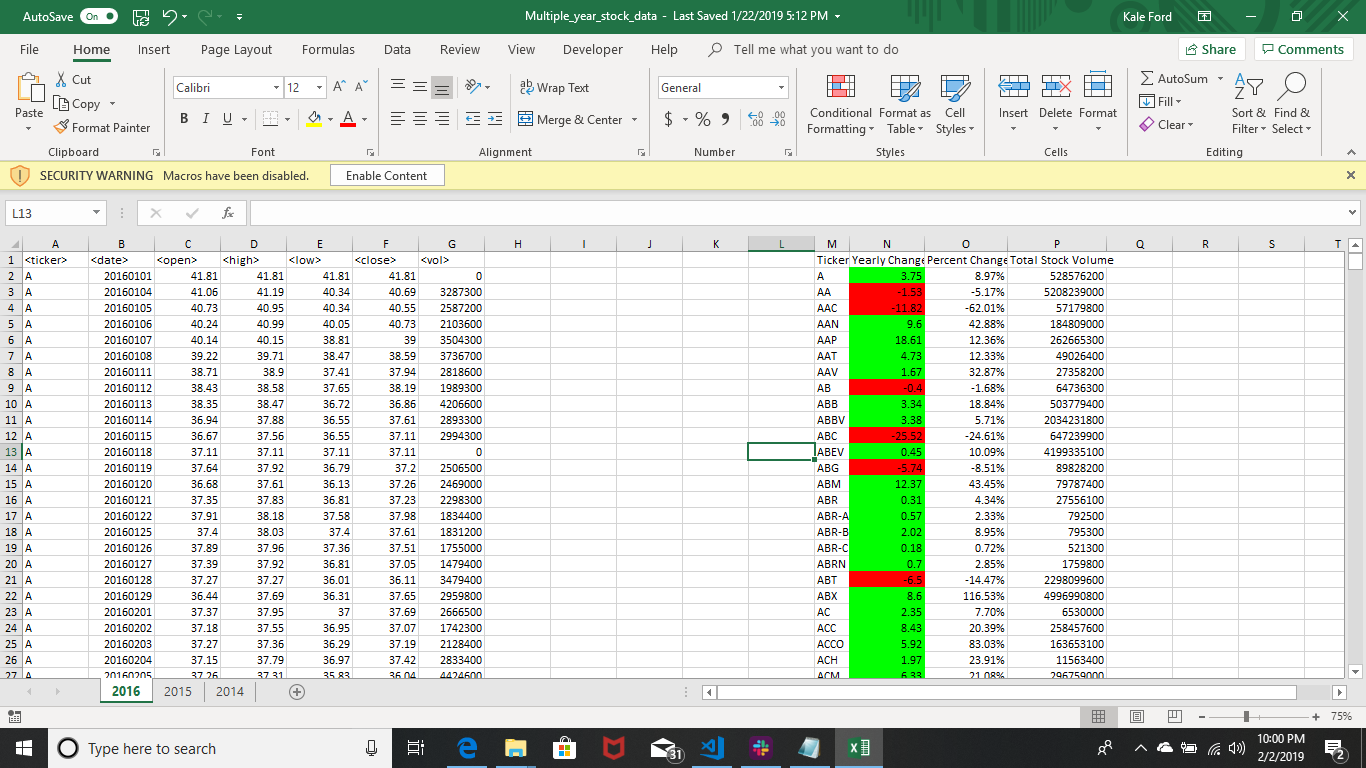 AutoSave On Multiple_year_stock_data - Last Saved 1/22/2019 5:12 PM Kale Ford
File Home Insert Page Layout Formulas Data Review View Developer Help Tell me what you want to do Share Comments
Paste Cut Copy Format Painter
Calibri 12
B I U A
Wrap Text
Merge & Center
General
$ % 9
Conditional Formatting Format as Table Cell Styles
Insert Delete Format
AutoSum Fill Clear
Sort & Filter Find & Select
Clipboard Font Alignment Number Styles Cells Editing
SECURITY WARNING Macros have been disabled. Enable Content
L13 fx
A B C D E F G H I J K L M N O P Q R S T
1 <ticker> <date> <open> <high> <low> <close> <vol> Ticker Yearly Change Percent Change Total Stock Volume
2 A 20160101 41.81 41.81 41.81 41.81 0 A 3.75 8.97% 528576200
3 A 20160104 41.06 41.19 40.34 40.69 3287300 AA -1.53 -5.17% 5208239000
4 A 20160105 40.73 40.95 40.34 40.55 2587200 AAC -11.82 -62.01% 57179800
5 A 20160106 40.24 40.99 40.05 40.73 2103600 AAN 9.6 42.88% 184809000
6 A 20160107 40.14 40.15 38.81 39 3504300 AAP 18.61 12.36% 262665300
7 A 20160108 39.22 39.71 38.47 38.59 3736700 AAT 4.73 12.33% 49026400
8 A 20160111 38.71 38.9 37.41 37.94 2818600 AAV 1.67 32.87% 27358200
9 A 20160112 38.43 38.58 37.65 38.19 1989300 AB -0.4 -1.68% 64736300
10 A 20160113 38.35 38.47 36.72 36.86 4206600 ABB 3.34 18.84% 503779400
11 A 20160114 36.94 37.88 36.55 37.61 2893300 ABBV 3.38 5.71% 2034231800
12 A 20160115 36.67 37.56 36.55 37.11 2994300 ABC -25.52 -24.61% 647239900
13 A 20160118 37.11 37.11 37.11 37.11 0 ABEV 0.45 10.09% 4199335100
14 A 20160119 37.64 37.92 36.79 37.2 2506500 ABG -5.74 -8.51% 89828200
15 A 20160120 36.68 37.61 36.13 37.26 2469000 ABM 12.37 43.45% 79787400
16 A 20160121 37.35 37.83 36.81 37.23 2298300 ABR 0.31 4.34% 27556100
17 A 20160122 37.91 38.18 37.58 37.98 1834400 ABR-A 0.57 2.33% 792500
18 A 20160125 37.4 38.03 37.4 37.61 1831200 ABR-B 2.02 8.95% 795300
19 A 20160126 37.89 37.96 37.36 37.51 1755000 ABR-C 0.18 0.72% 521300
20 A 20160127 37.39 37.92 36.81 37.05 1479400 ABRN 0.7 2.85% 1759800
21 A 20160128 37.27 37.27 36.01 36.11 3479400 ABT -6.5 -14.47% 2298099600
22 A 20160129 36.44 37.69 36.31 37.65 2959800 ABX 8.6 116.53% 4996990800
23 A 20160201 37.37 37.95 37 37.69 2666500 AC 2.35 7.70% 6530000
24 A 20160202 37.18 37.55 36.95 37.07 1742300 ACC 8.43 20.39% 258457600
25 A 20160203 37.27 37.36 36.29 37.19 2128400 ACCO 5.92 83.03% 163653100
26 A 20160204 37.15 37.79 36.97 37.42 2833400 ACH 1.97 23.91% 11563400
27 A 20160205 37.26 37.31 35.83 36.04 4424600 ACM 6.33 21.08% 296759000
2016 2015 2014
75%
Type here to search 31 10:00 PM
2/2/2019 2